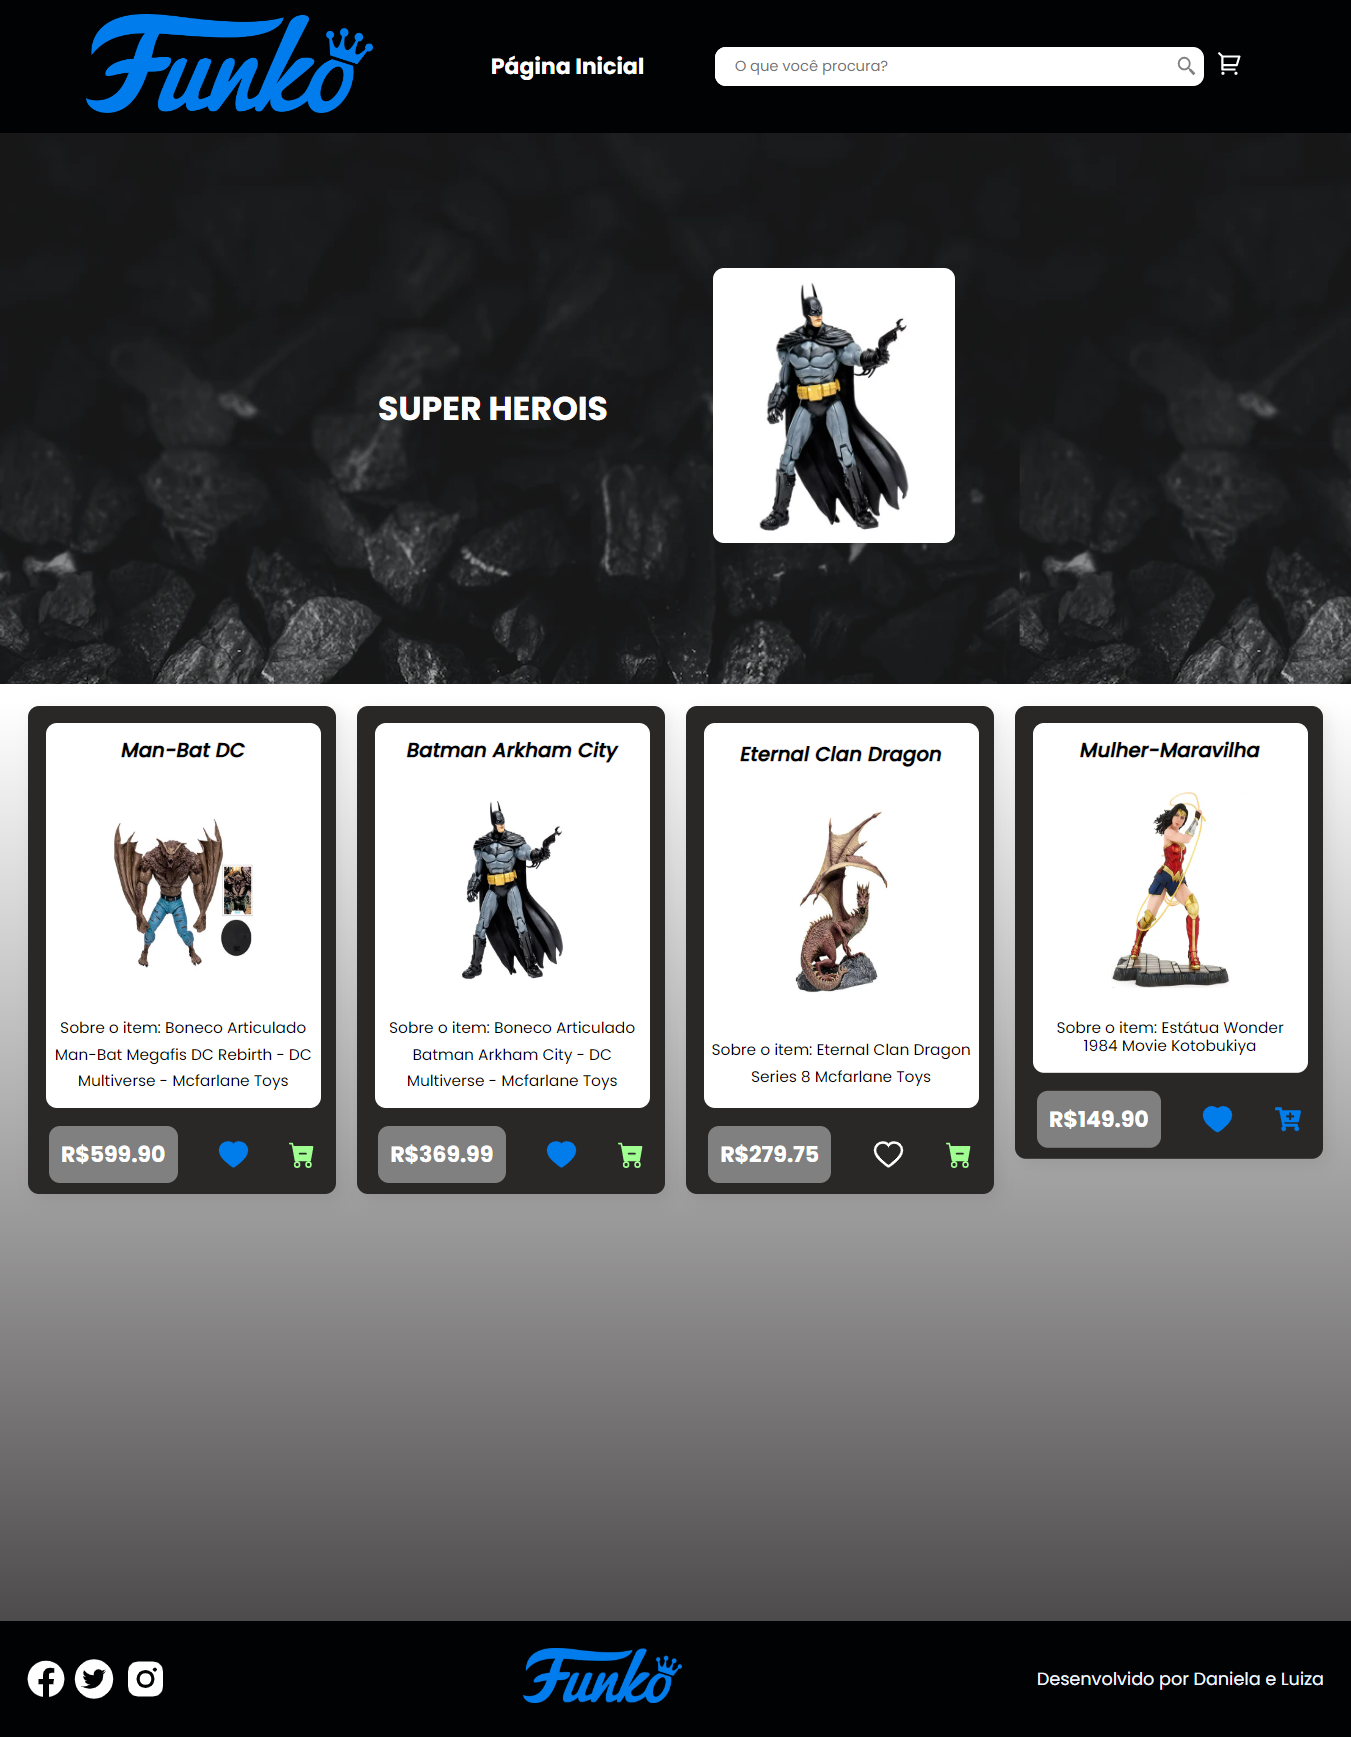 Funko
Página Inicial
O que você procura?
SUPER HEROIS
Man-Bat DC
Sobre o item: Boneco Articulado
Man-Bat Megafis DC Rebirth - DC
Multiverse - Mcfarlane Toys
R$599.90
Batman Arkham City
Sobre o item: Boneco Articulado
Batman Arkham City - DC
Multiverse - Mcfarlane Toys
R$369.99
Eternal Clan Dragon
Sobre o item: Eternal Clan Dragon
Series 8 Mcfarlane Toys
R$279.75
Mulher-Maravilha
Sobre o item: Estátua Wonder
1984 Movie Kotobukiya
R$149.90
Funko
Desenvolvido por Daniela e Luiza